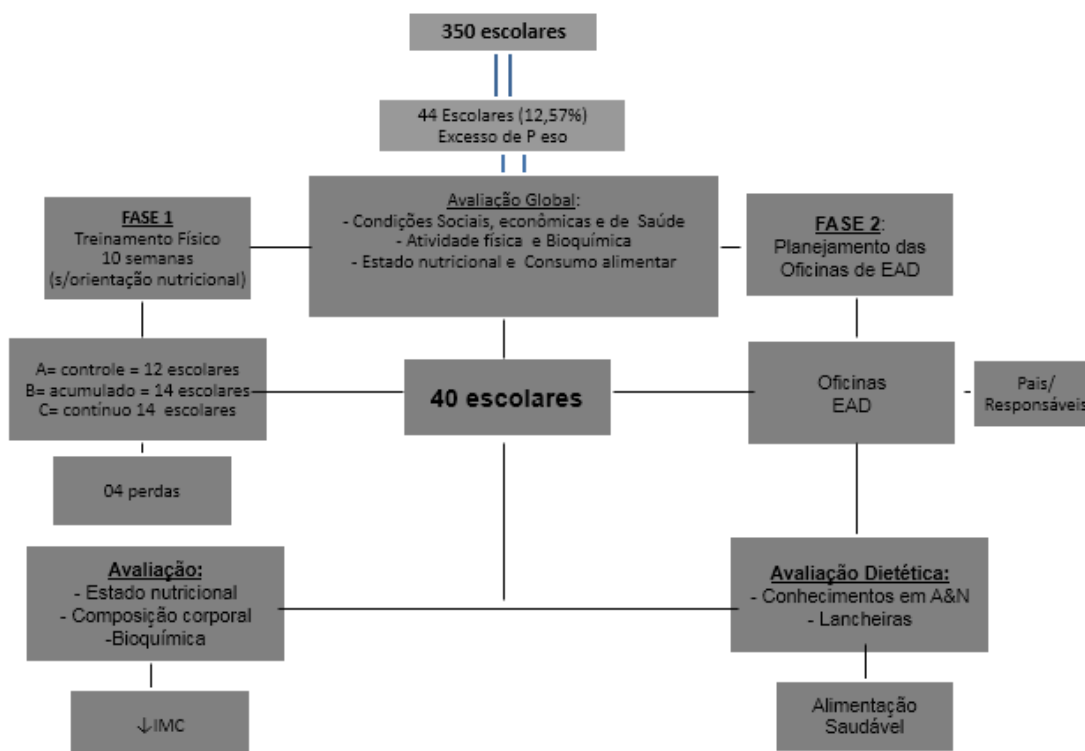 350 escolares
44 Escolares (12,57%)
Excesso de P eso
Avaliação Global:
- Condições Sociais, econômicas e de Saúde
- Atividade física e Bioquímica
- Estado nutricional e Consumo alimentar
FASE 1
Treinamento Físico
10 semanas
(s/orientação nutricional)
FASE 2:
Planejamento das
Oficinas de EAD
A= controle = 12 escolares
B= acumulado = 14 escolares
C= contínuo 14 escolares
40 escolares
Oficinas
EAD
Pais/
Responsáveis
04 perdas
Avaliação:
- Estado nutricional
- Composição corporal
-Bioquímica
Avaliação Dietética:
- Conhecimentos em A&N
- Lancheiras
↓IMC
Alimentação
Saudável